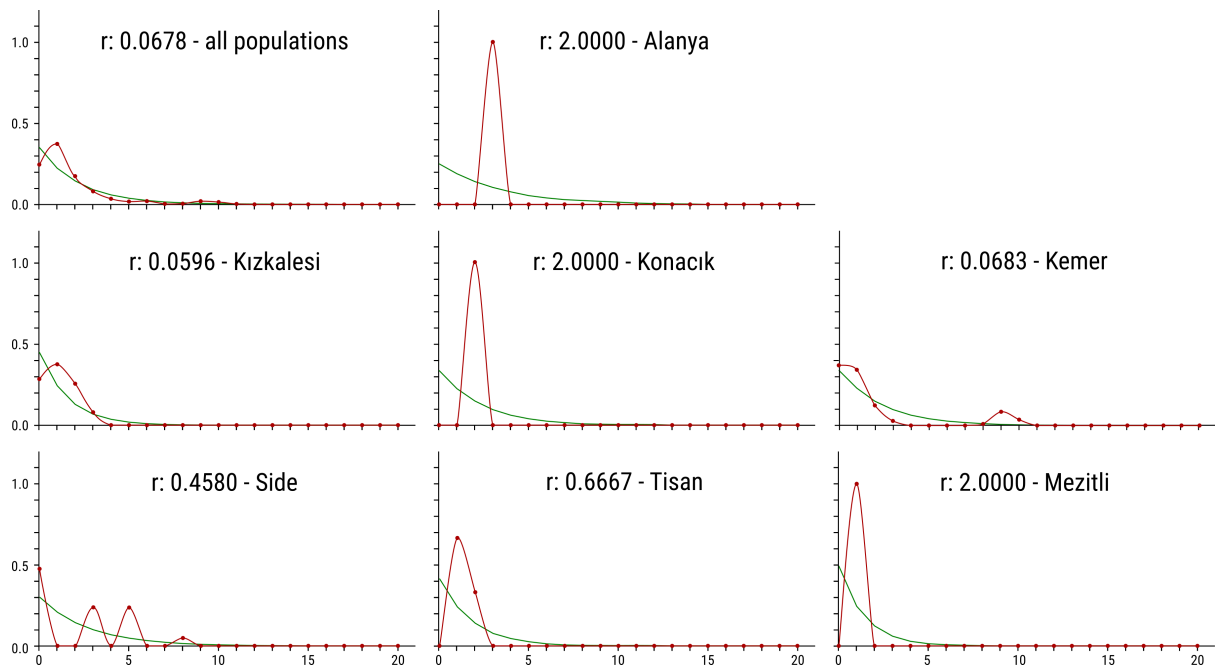 r: 0.0678 - all populations
r: 2.0000 - Alanya
1.0
0.5
0.0
r: 0.0596 - Kızkalesi
r: 2.0000 - Konacık
r: 0.0683 - Kemer
1.0
0.5
0.0
r: 0.4580 - Side
r: 0.6667 - Tisan
r: 2.0000 - Mezitli
1.0
0.5
0.0
0 5 10 15 20
0 5 10 15 20
0 5 10 15 20